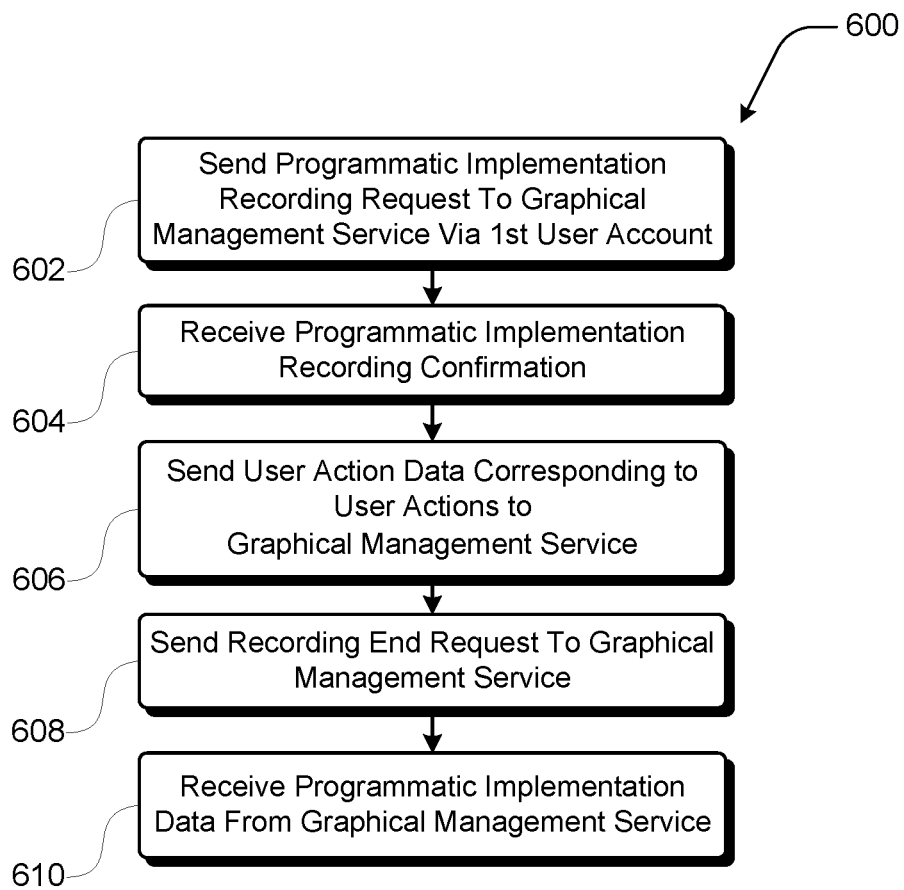 600
Send Programmatic Implementation
Recording Request To Graphical
Management Service Via 1st User Account
602
Receive Programmatic Implementation
Recording Confirmation
604
Send User Action Data Corresponding to
User Actions to
Graphical Management Service
606
Send Recording End Request To Graphical
Management Service
608
Receive Programmatic Implementation
Data From Graphical Management Service
610